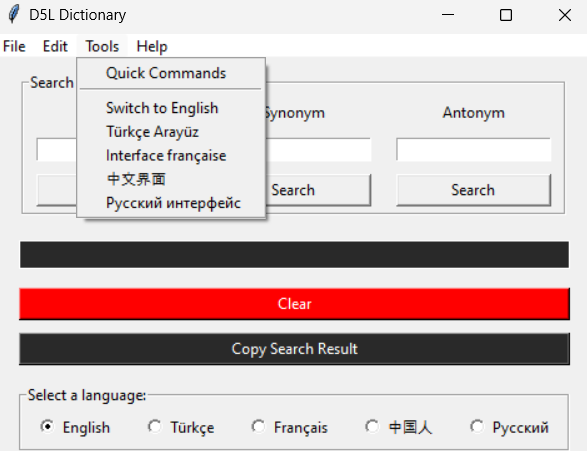 D5L Dictionary
File Edit Tools Help
Quick Commands
Switch to English
Türkçe Arayüz
Interface française
中文界面
Русский интерфейс
Search
Synonym
Antonym
Search
Search
Clear
Copy Search Result
Select a language:
English Türkçe Français 中国人 Русский